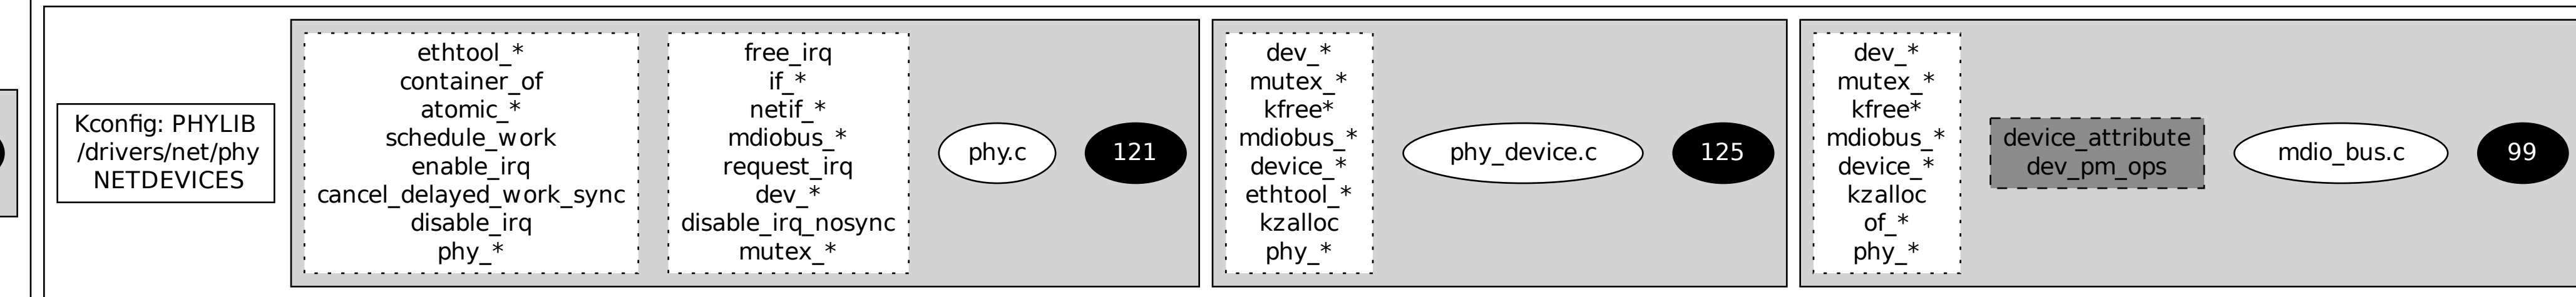 Kconfig: PHYLIB
/drivers/net/phy
NETDEVICES
ethtool_*
container_of
atomic_*
schedule_work
enable_irq
cancel_delayed_work_sync
disable_irq
phy_*
free_irq
if_*
netif_*
mdiobus_*
request_irq
dev_*
disable_irq_nosync
mutex_*
phy.c
121
dev_*
mutex_*
kfree*
mdiobus_*
device_*
ethtool_*
kzalloc
phy_*
phy_device.c
125
dev_*
mutex_*
kfree*
mdiobus_*
device_*
kzalloc
of_*
phy_*
device_attribute
dev_pm_ops
mdio_bus.c
99